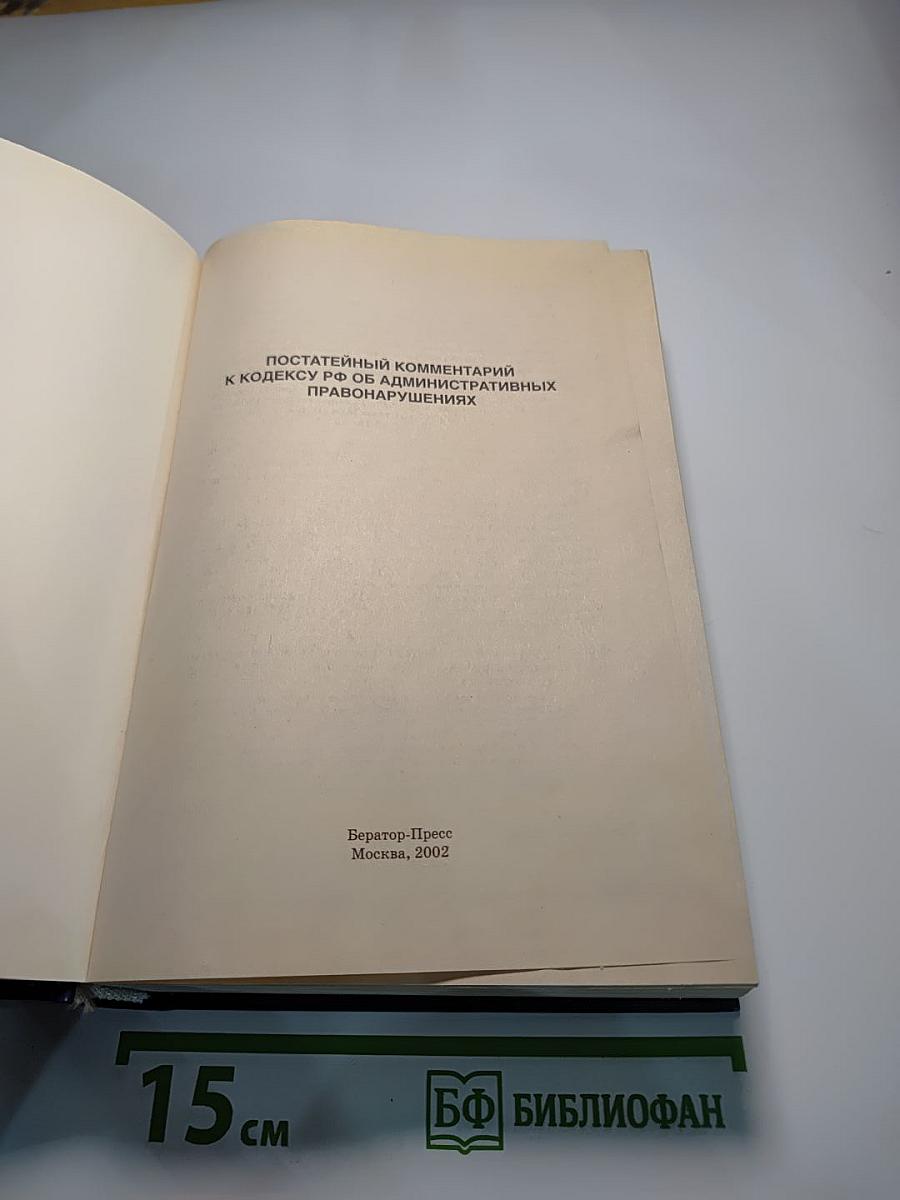 ПОСТАТЕЙНЫЙ КОММЕНТАРИЙ
К КОДЕКСУ РФ ОБ АДМИНИСТРАТИВНЫХ
ПРАВОНАРУШЕНИЯХ
Бератор-Пресс
Москва, 2002
15 см
БФ БИБЛИОФАН